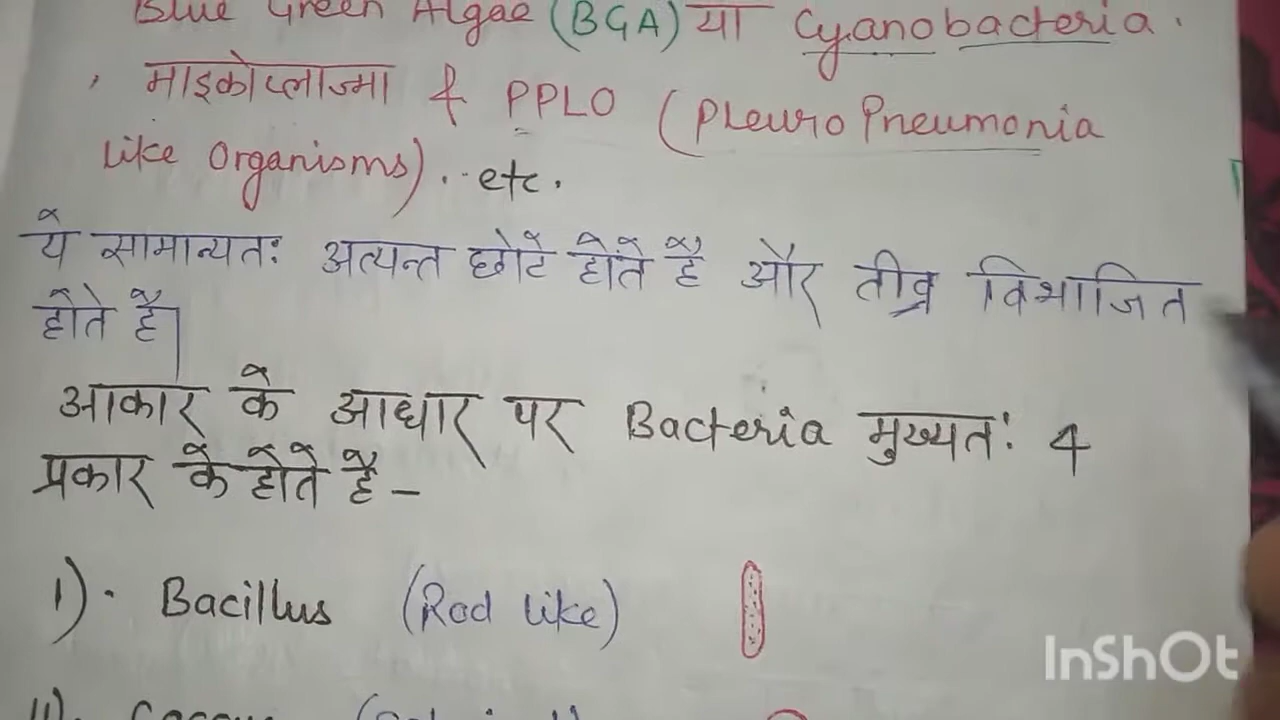 Blue Green Algae (BGA) या Cyanobacteria.
, माइकोप्लाज्मा & PPLO (Pleuro Pneumonia
like Organisms). .. etc.
ये सामान्यतः अत्यन्त छोटे होते है और तीव्र विभाजित
होते है।
आकार के आधार पर Bacteria मुख्यतः 4
प्रकार के होते है -
i). Bacillus (Rod like)
ii).
InShOt